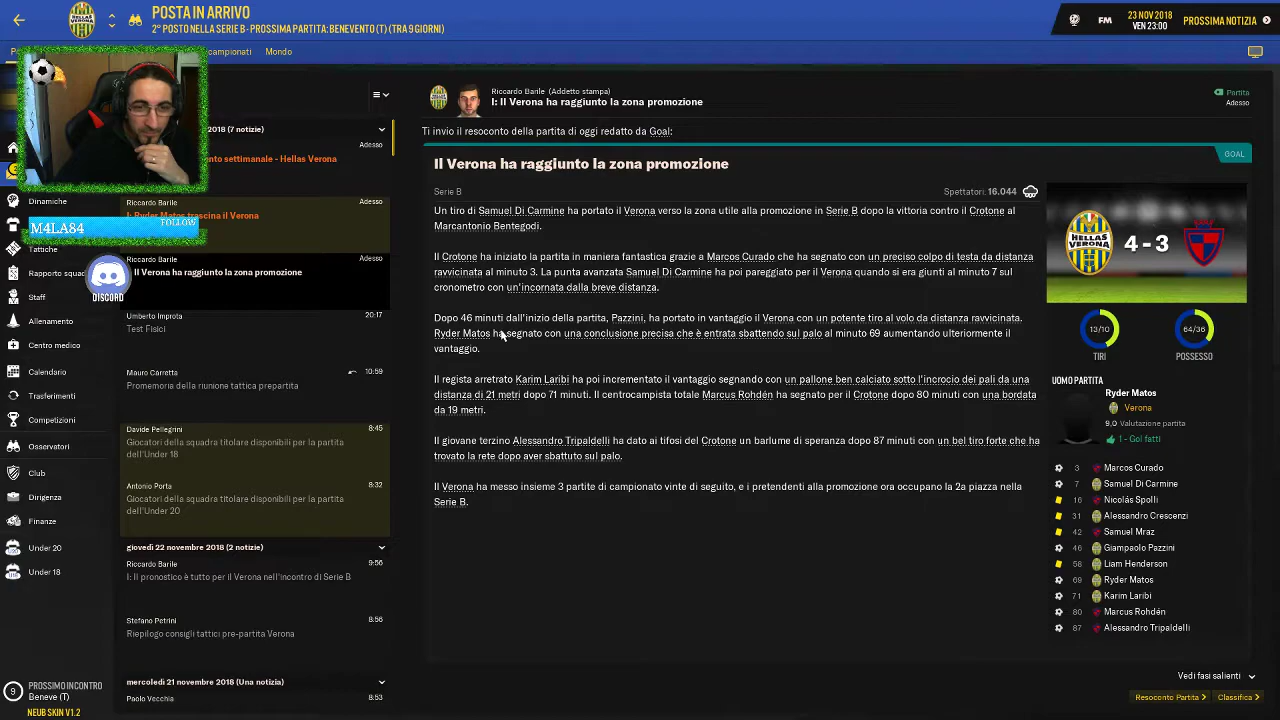 POSTA IN ARRIVO
2° POSTO NELLA SERIE B - PROSSIMA PARTITA: BENEVENTO (T) (TRA 9 GIORNI)
FM
23 NOV 2018
VEN 23:00
PROSSIMA NOTIZIA
Mondo
M4LA84
FOLLOW
DISCORD
Dinamiche
Tattiche
Staff
Allenamento
Centro medico
Calendario
Trasferimenti
Competizioni
Osservatori
Club
Dirigenza
Finanze
Under 20
Under 18
9
PROSSIMO INCONTRO
Beneve (T)
NEUB SKIN V1.2
2018 (7 notizie)
Adesso
settimanale - Hellas Verona
Riccardo Barile
Adesso
I: Ryder Matos trascina il Verona
Riccardo Barile
Adesso
Il Verona ha raggiunto la zona promozione
Umberto Improta
20:17
Test Fisici
Mauro Carretta
10:59
Promemoria della riunione tattica prepartita
Davide Pellegrini
8:45
Giocatori della squadra titolare disponibili per la partita
dell'Under 18
Antonio Porta
8:32
Giocatori della squadra titolare disponibili per la partita
dell'Under 20
giovedì 22 novembre 2018 (2 notizie)
Riccardo Barile
9:56
I: Il pronostico è tutto per il Verona nell'incontro di Serie B
Stefano Petrini
8:56
Riepilogo consigli tattici pre-partita Verona
mercoledì 21 novembre 2018 (Una notizia)
Paolo Vecchia
8:53
Riccardo Barile (Addetto stampa)
I: Il Verona ha raggiunto la zona promozione
Partita
Adesso
Ti invio il resoconto della partita di oggi redatto da Goal:
GOAL
Il Verona ha raggiunto la zona promozione
Serie B
Spettatori: 16.044
Un tiro di Samuel Di Carmine ha portato il Verona verso la zona utile alla promozione in Serie B dopo la vittoria contro il Crotone al
Marcantonio Bentegodi.
Il Crotone ha iniziato la partita in maniera fantastica grazie a Marcos Curado che ha segnato con un preciso colpo di testa da distanza
ravvicinata al minuto 3. La punta avanzata Samuel Di Carmine ha poi pareggiato per il Verona quando si era giunti al minuto 7 sul
cronometro con un'incornata dalla breve distanza.
Dopo 46 minuti dall'inizio della partita, Pazzini, ha portato in vantaggio il Verona con un potente tiro al volo da distanza ravvicinata.
Ryder Matos ha segnato con una conclusione precisa che è entrata sbattendo sul palo al minuto 69 aumentando ulteriormente il
vantaggio.
Il regista arretrato Karim Laribi ha poi incrementato il vantaggio segnando con un pallone ben calciato sotto l'incrocio dei pali da una
distanza di 21 metri dopo 71 minuti. Il centrocampista totale Marcus Rohdén ha segnato per il Crotone dopo 80 minuti con una bordata
da 19 metri.
Il giovane terzino Alessandro Tripaldelli ha dato ai tifosi del Crotone un barlume di speranza dopo 87 minuti con un bel tiro forte che ha
trovato la rete dopo aver sbattuto sul palo.
Il Verona ha messo insieme 3 partite di campionato vinte di seguito, e i pretendenti alla promozione ora occupano la 2a piazza nella
Serie B.
HELLAS VERONA
4 - 3
13/10
TIRI
64/36
POSSESSO
UOMO PARTITA
Ryder Matos
Verona
9,0 Valutazione partita
1 - Gol fatti
3 Marcos Curado
7 Samuel Di Carmine
16 Nicolás Spolli
31 Alessandro Crescenzi
42 Samuel Mraz
46 Giampaolo Pazzini
58 Liam Henderson
69 Ryder Matos
71 Karim Laribi
80 Marcus Rohdén
87 Alessandro Tripaldelli
Vedi fasi salienti
Resoconto Partita
Classifica